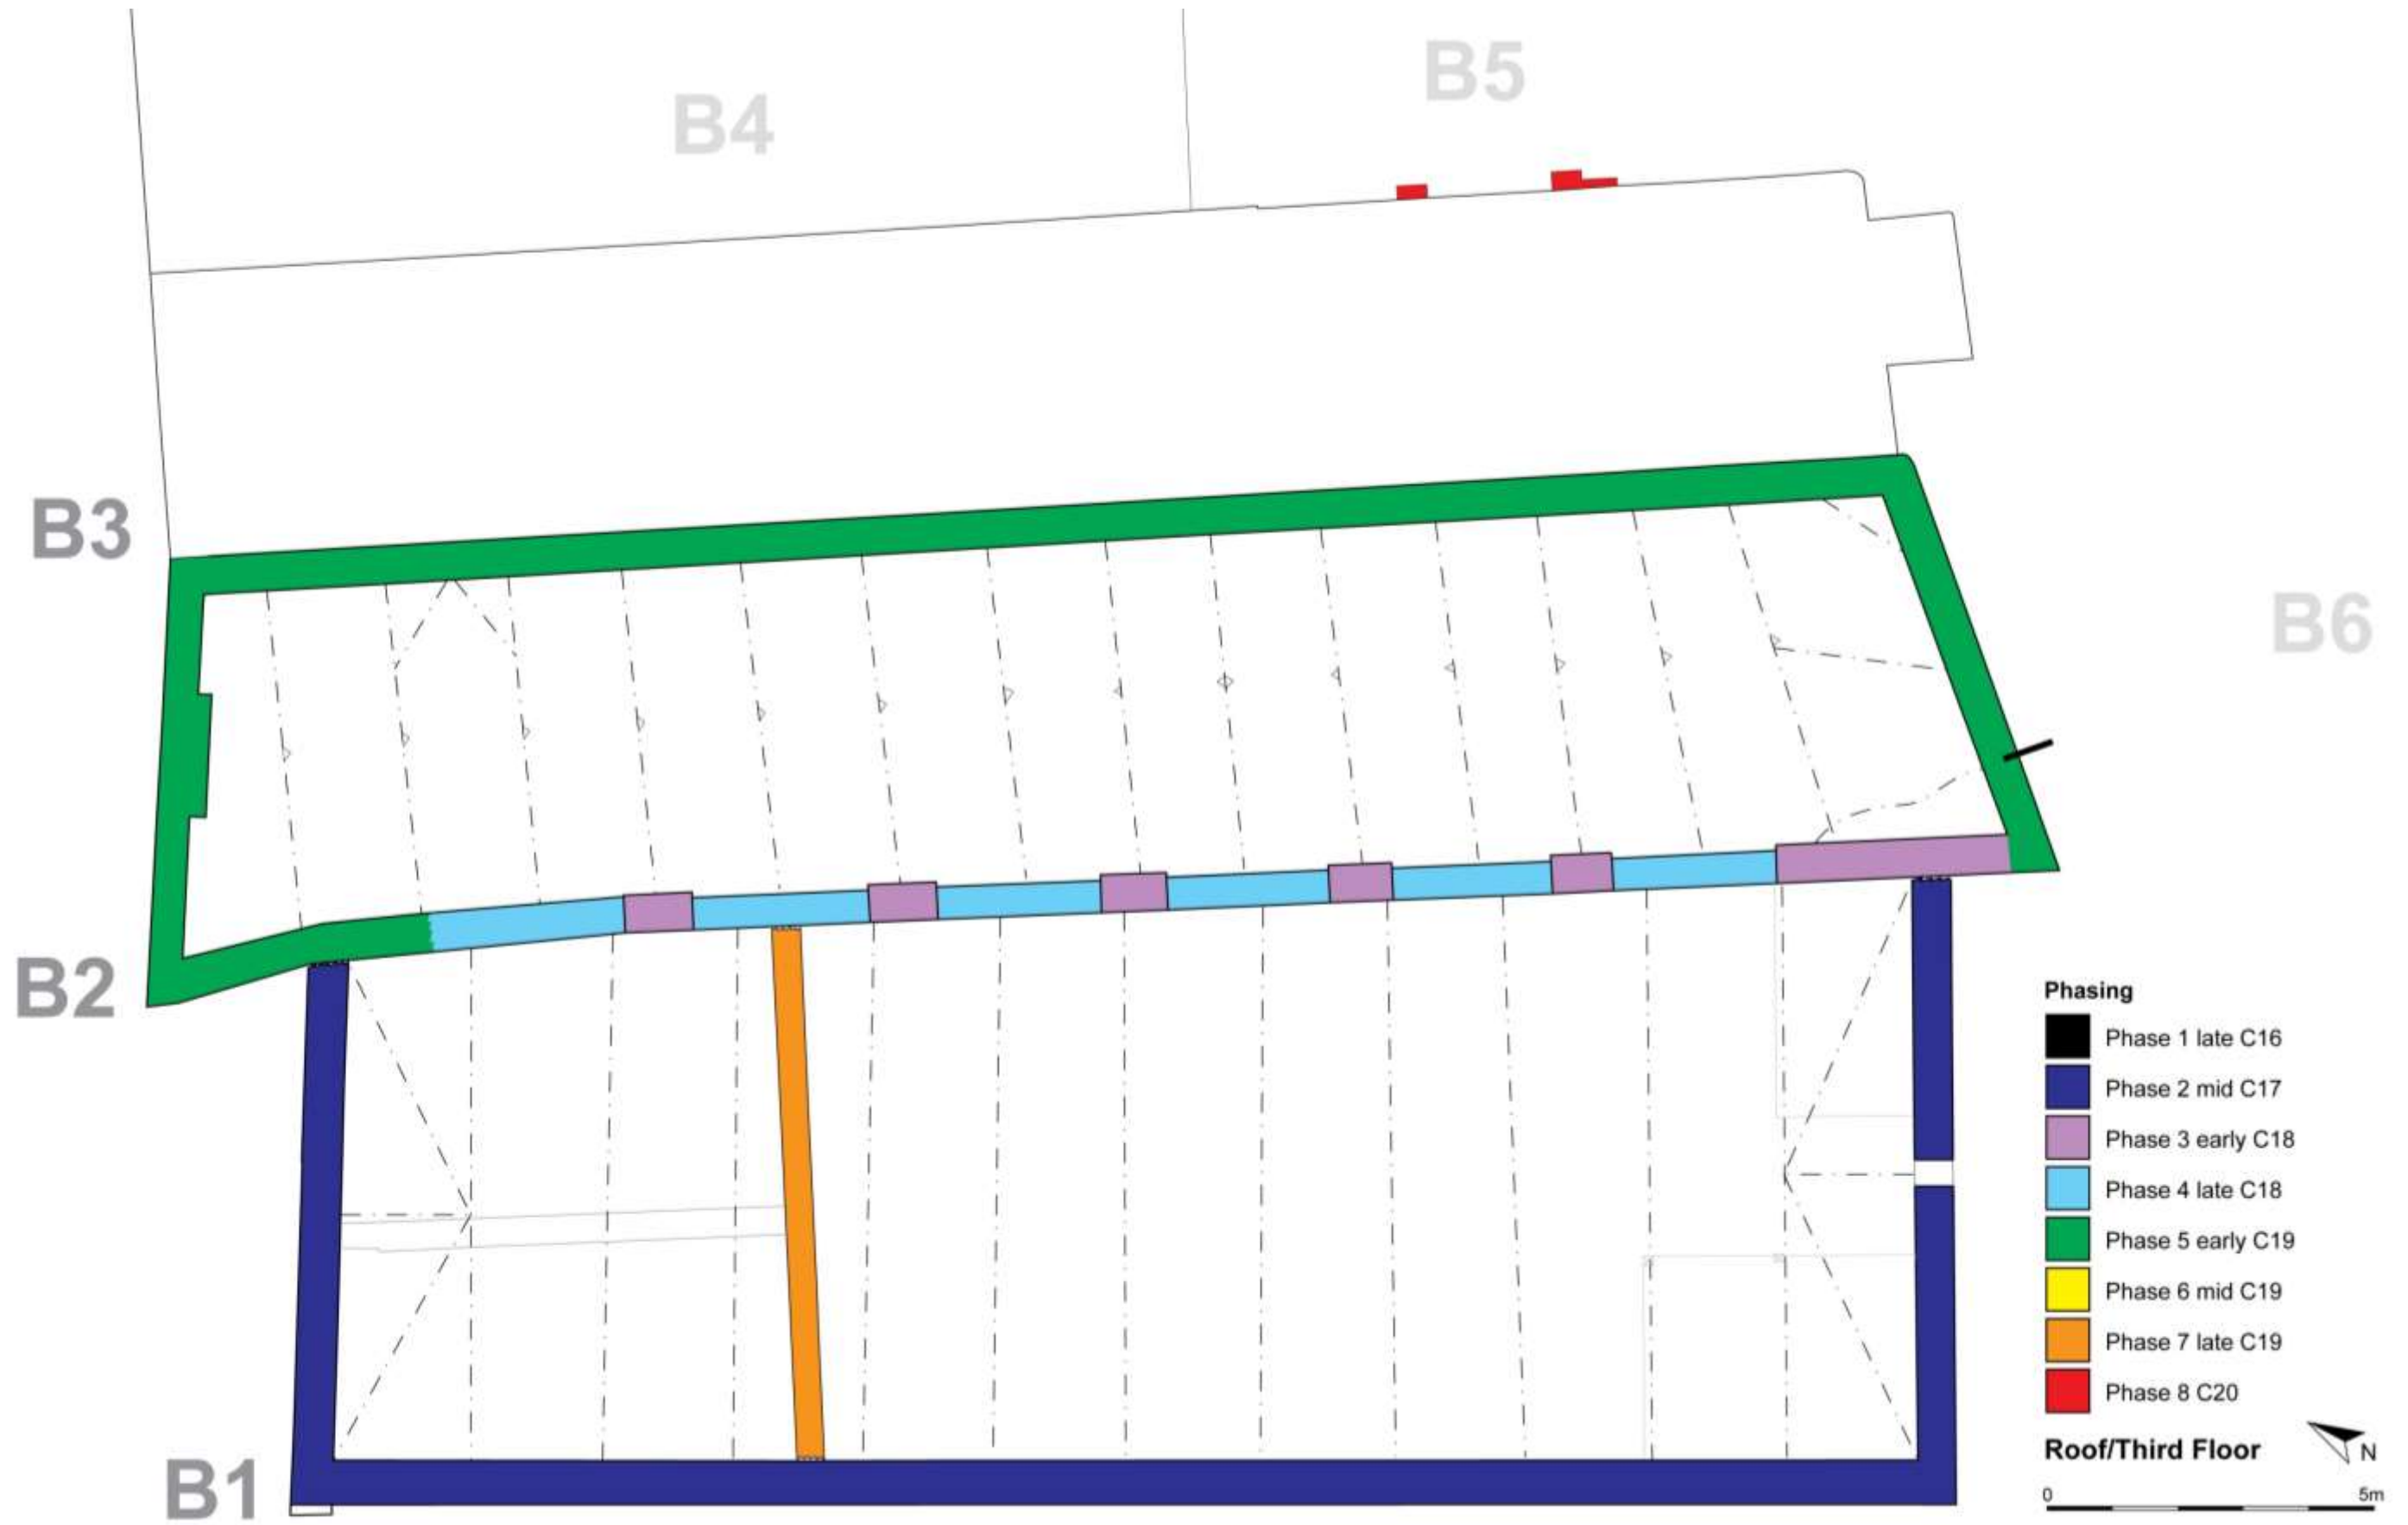 B5
B4
B3
B6
B2
B1
Phasing
Phase 1 late C16
Phase 2 mid C17
Phase 3 early C18
Phase 4 late C18
Phase 5 early C19
Phase 6 mid C19
Phase 7 late C19
Phase 8 C20
Roof/Third Floor
N
0 5m